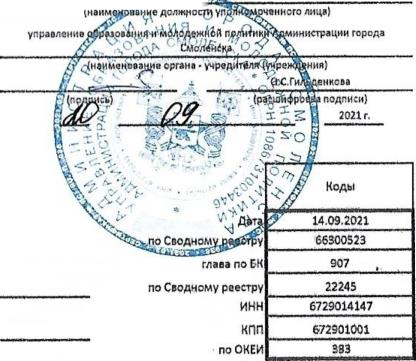 (наименование должности уполномоченного лица)
управление образования и молодежной политики Администрации города
Смоленска
(наименование органа - учредителя (учреждения)
О.С.Гильденкова
(подпись) (расшифровка подписи)
09 2021 г.
Коды
Дата 14.09.2021
по Сводному реестру 66300523
глава по БК 907
по Сводному реестру 22245
ИНН 6729014147
КПП 672901001
по ОКЕИ 383